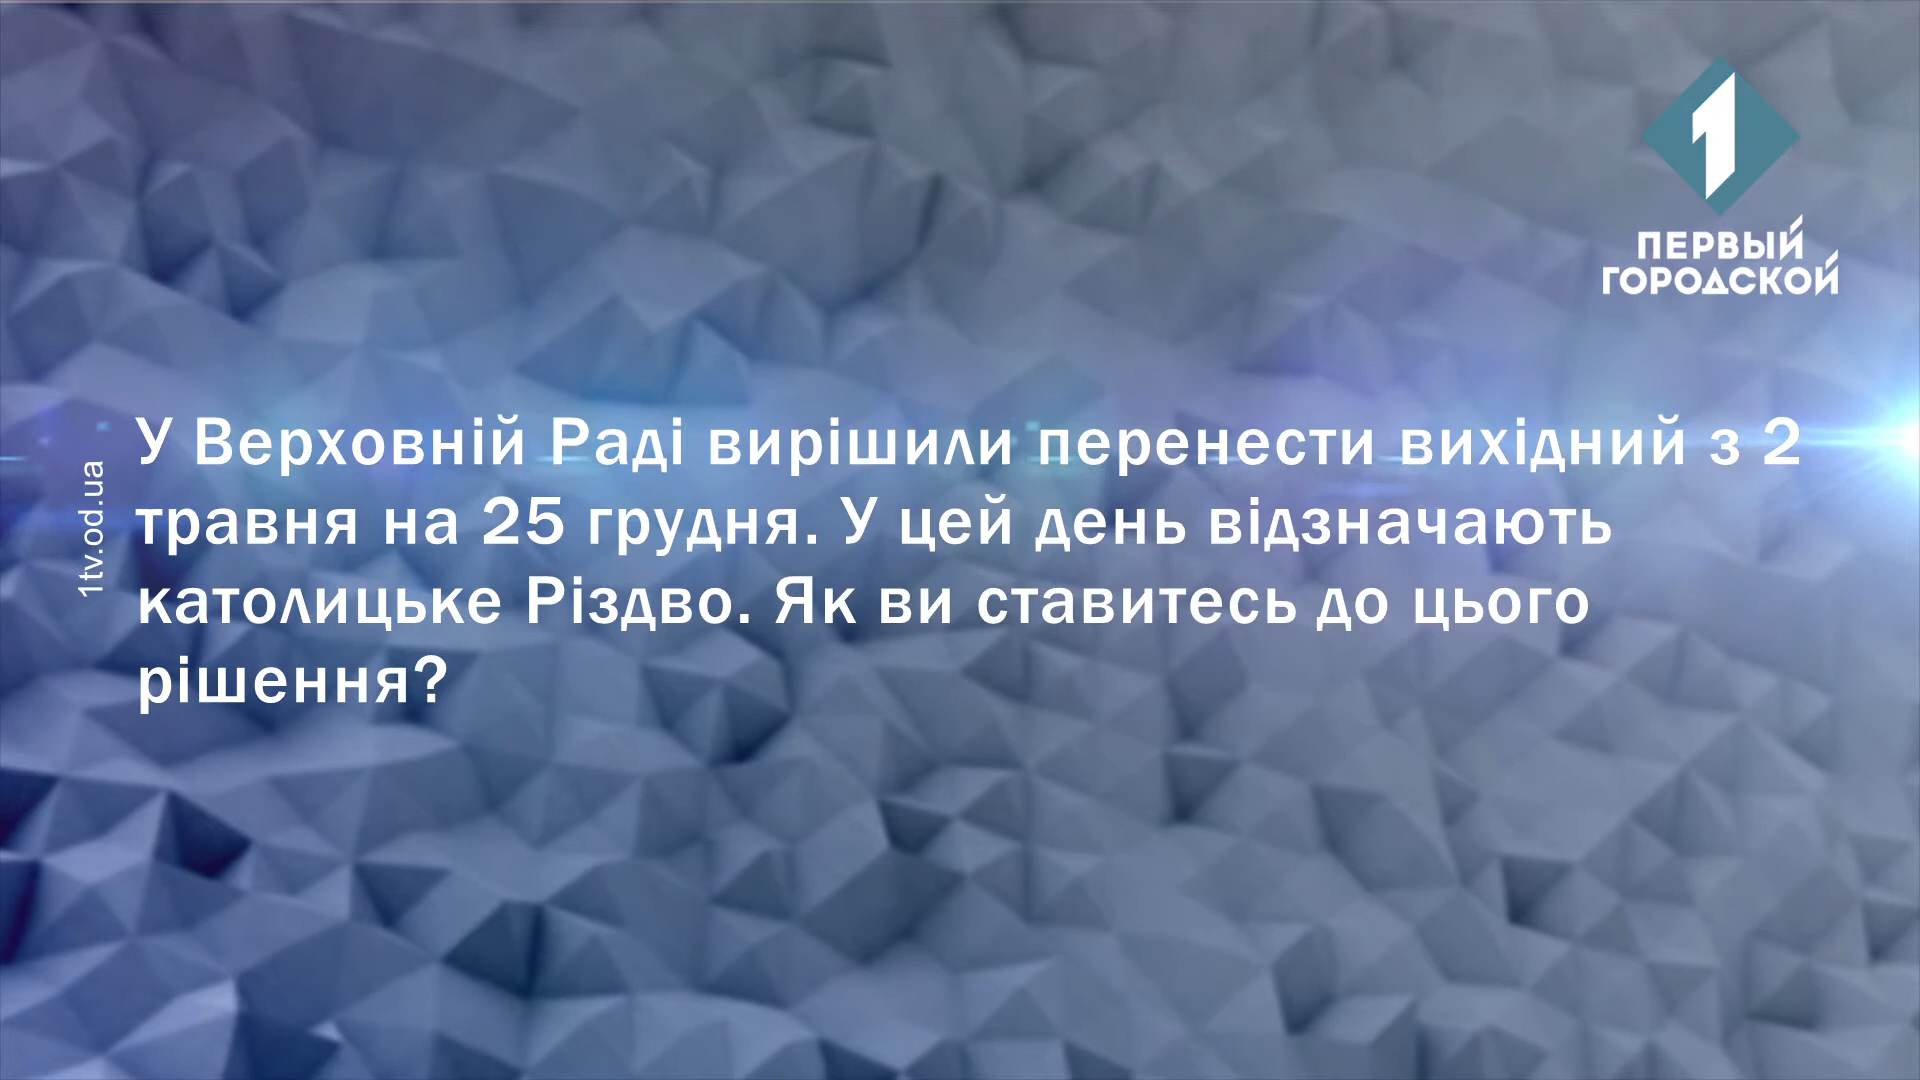 1
ПЕРВЫЙ
ГОРОДСКОЙ
У Верховній Раді вирішили перенести вихідний з 2
травня на 25 грудня. У цей день відзначають
католицьке Різдво. Як ви ставитесь до цього
рішення?
1tv.od.ua